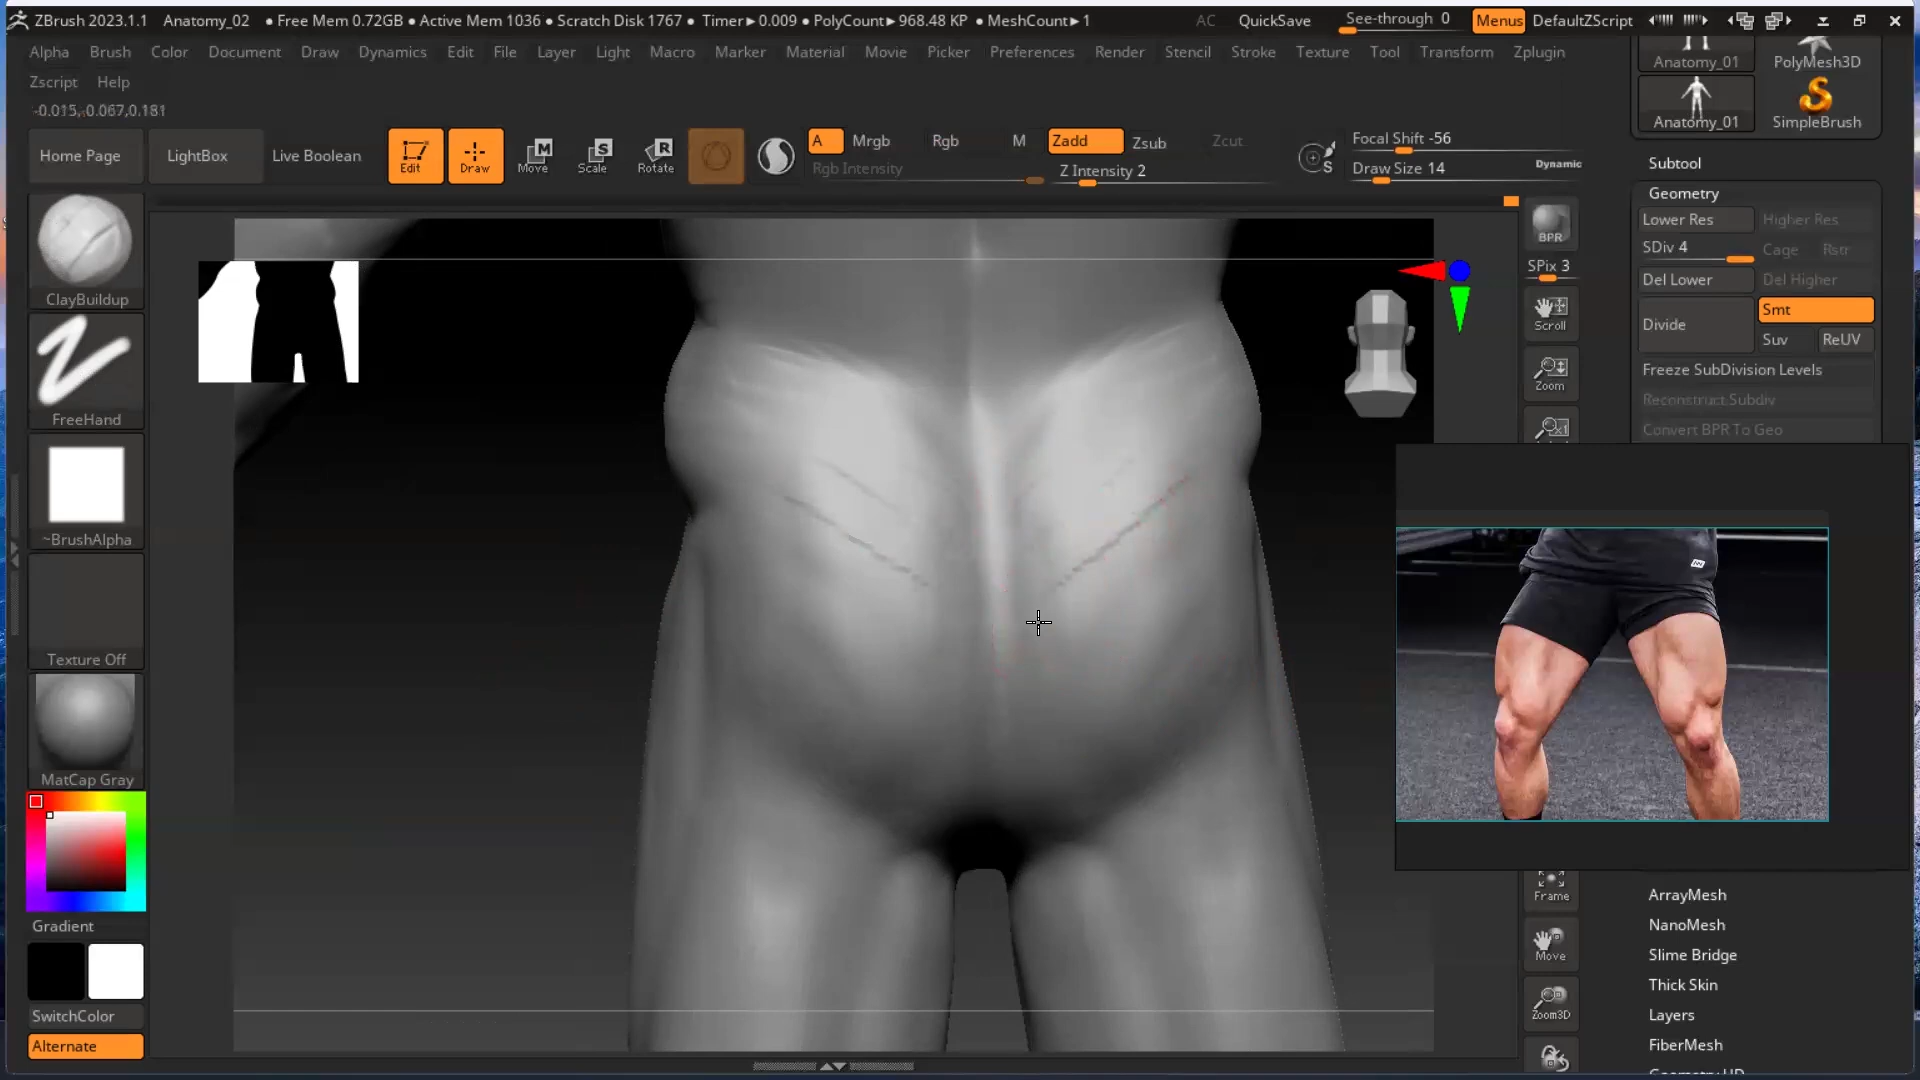 ZBrush 2023.1.1 Anatomy_02 ● Free Mem 0.72GB ● Active Mem 1036 ● Scratch Disk 1767 ● Timer►0.009 ● PolyCount►968.48 KP ● MeshCount►1 AC QuickSave See-through 0 Menus DefaultZScript
Alpha Brush Color Document Draw Dynamics Edit File Layer Light Macro Marker Material Movie Picker Preferences Render Stencil Stroke Texture Tool Transform Zplugin
Zscript Help
-0.015,-0.067,0.181
Home Page LightBox Live Boolean Edit Draw Move Scale Rotate
A Mrgb Rgb M Zadd Zsub Zcut
Rgb Intensity Z Intensity 2
Focal Shift -56
Draw Size 14 Dynamic
ClayBuildup
FreeHand
~BrushAlpha
Texture Off
MatCap Gray
Gradient
SwitchColor
Alternate
BPR
SPix 3
Scroll
Zoom
Frame
Move
Zoom3D
Anatomy_01 PolyMesh3D
Anatomy_01 SimpleBrush
Subtool
Geometry
Lower Res Higher Res
SDiv 4 Cage Rstr
Del Lower Del Higher
Divide Smt
Suv ReUV
Freeze SubDivision Levels
Reconstruct Subdiv
Convert BPR To Geo
ArrayMesh
NanoMesh
Slime Bridge
Thick Skin
Layers
FiberMesh